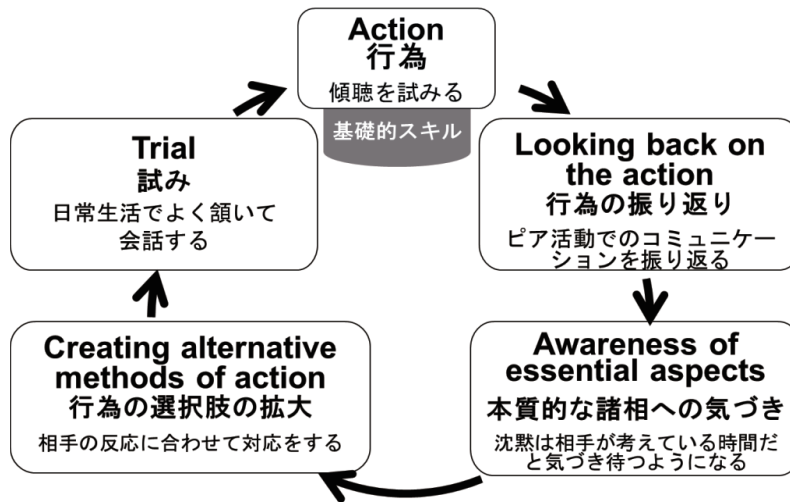 Action
行為
傾聴を試みる
基礎的スキル
Looking back on
the action
行為の振り返り
ピア活動でのコミュニケー
ションを振り返る
Awareness of
essential aspects
本質的な諸相への気づき
沈黙は相手が考えている時間だ
と気づき待つようになる
Creating alternative
methods of action
行為の選択肢の拡大
相手の反応に合わせて対応をする
Trial
試み
日常生活でよく頷いて
会話する